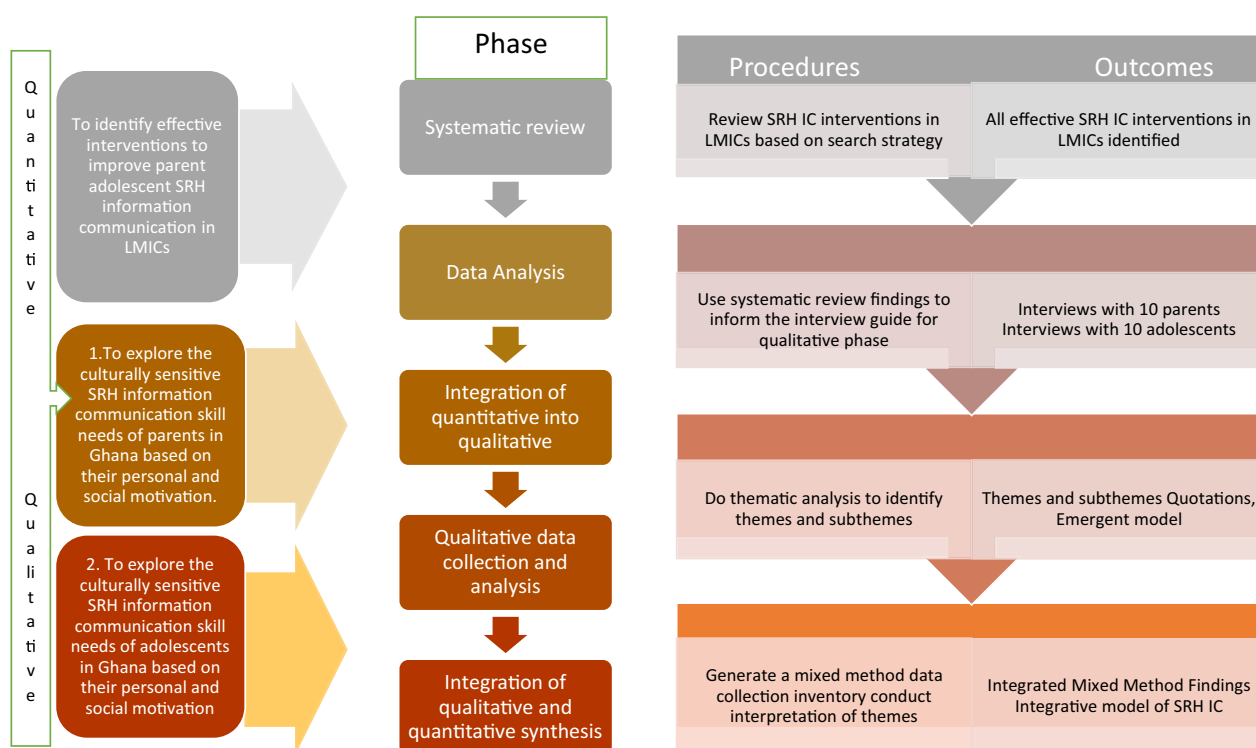 Quantitative
Qualitative
To identify effective
interventions to
improve parent
adolescent SRH
information
communication in
LMICs
1.To explore the
culturally sensitive
SRH information
communication skill
needs of parents in
Ghana based on
their personal and
social motivation.
2. To explore the
culturally sensitive
SRH information
communication skill
needs of adolescents
in Ghana based on
their personal and
social motivation
Phase
Systematic review
Data Analysis
Integration of
quantitative into
qualitative
Qualitative data
collection and
analysis
Integration of
qualitative and
quantitative synthesis
Procedures
Outcomes
Review SRH IC interventions in
LMICs based on search strategy
All effective SRH IC interventions in
LMICs identified
Use systematic review findings to
inform the interview guide for
qualitative phase
Interviews with 10 parents
Interviews with 10 adolescents
Do thematic analysis to identify
themes and subthemes
Themes and subthemes Quotations,
Emergent model
Generate a mixed method data
collection inventory conduct
interpretation of themes
Integrated Mixed Method Findings
Integrative model of SRH IC